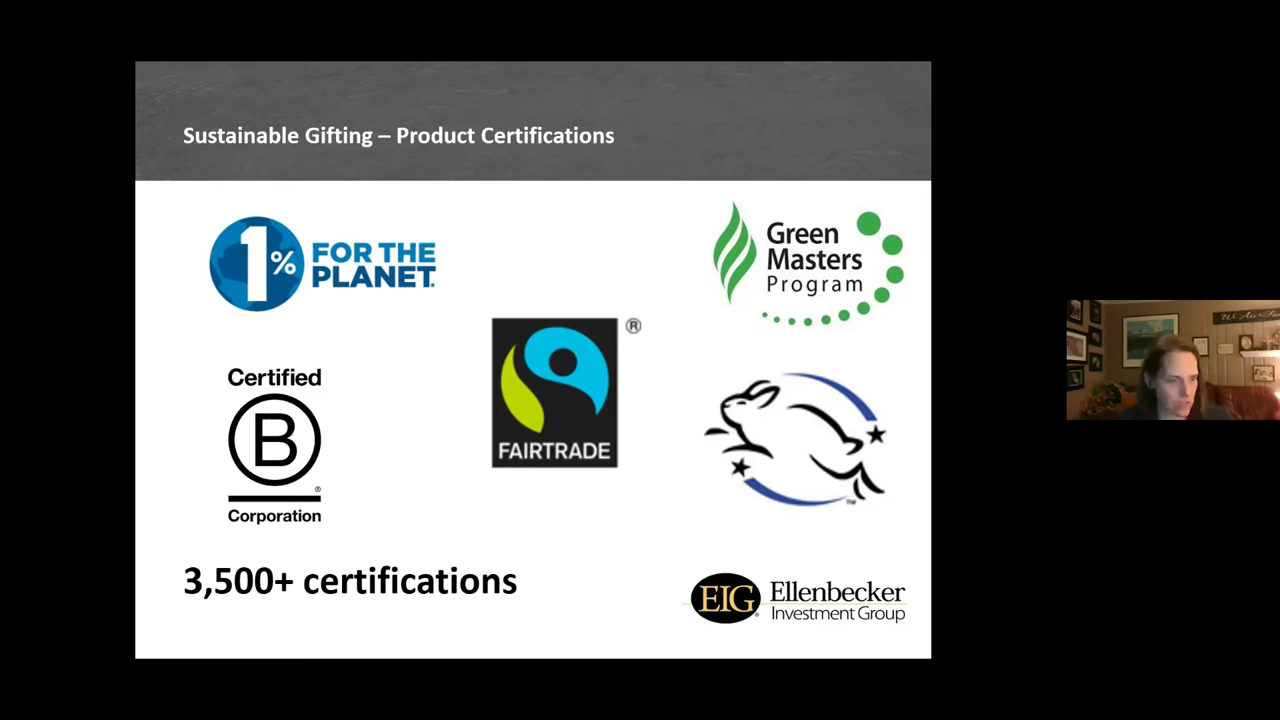 Sustainable Gifting – Product Certifications
1% FOR THE
PLANET.
Green
Masters
Program
®
FAIRTRADE
Certified
B
®
Corporation
™
3,500+ certifications
EIG®
Ellenbecker
Investment Group